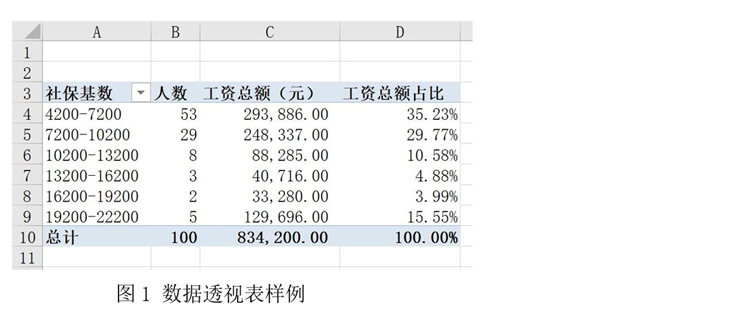 A B C D
1
2
3 社保基数 人数 工资总额（元） 工资总额占比
4 4200-7200 53 293,886.00 35.23%
5 7200-10200 29 248,337.00 29.77%
6 10200-13200 8 88,285.00 10.58%
7 13200-16200 3 40,716.00 4.88%
8 16200-19200 2 33,280.00 3.99%
9 19200-22200 5 129,696.00 15.55%
10 总计 100 834,200.00 100.00%
11
图1 数据透视表样例